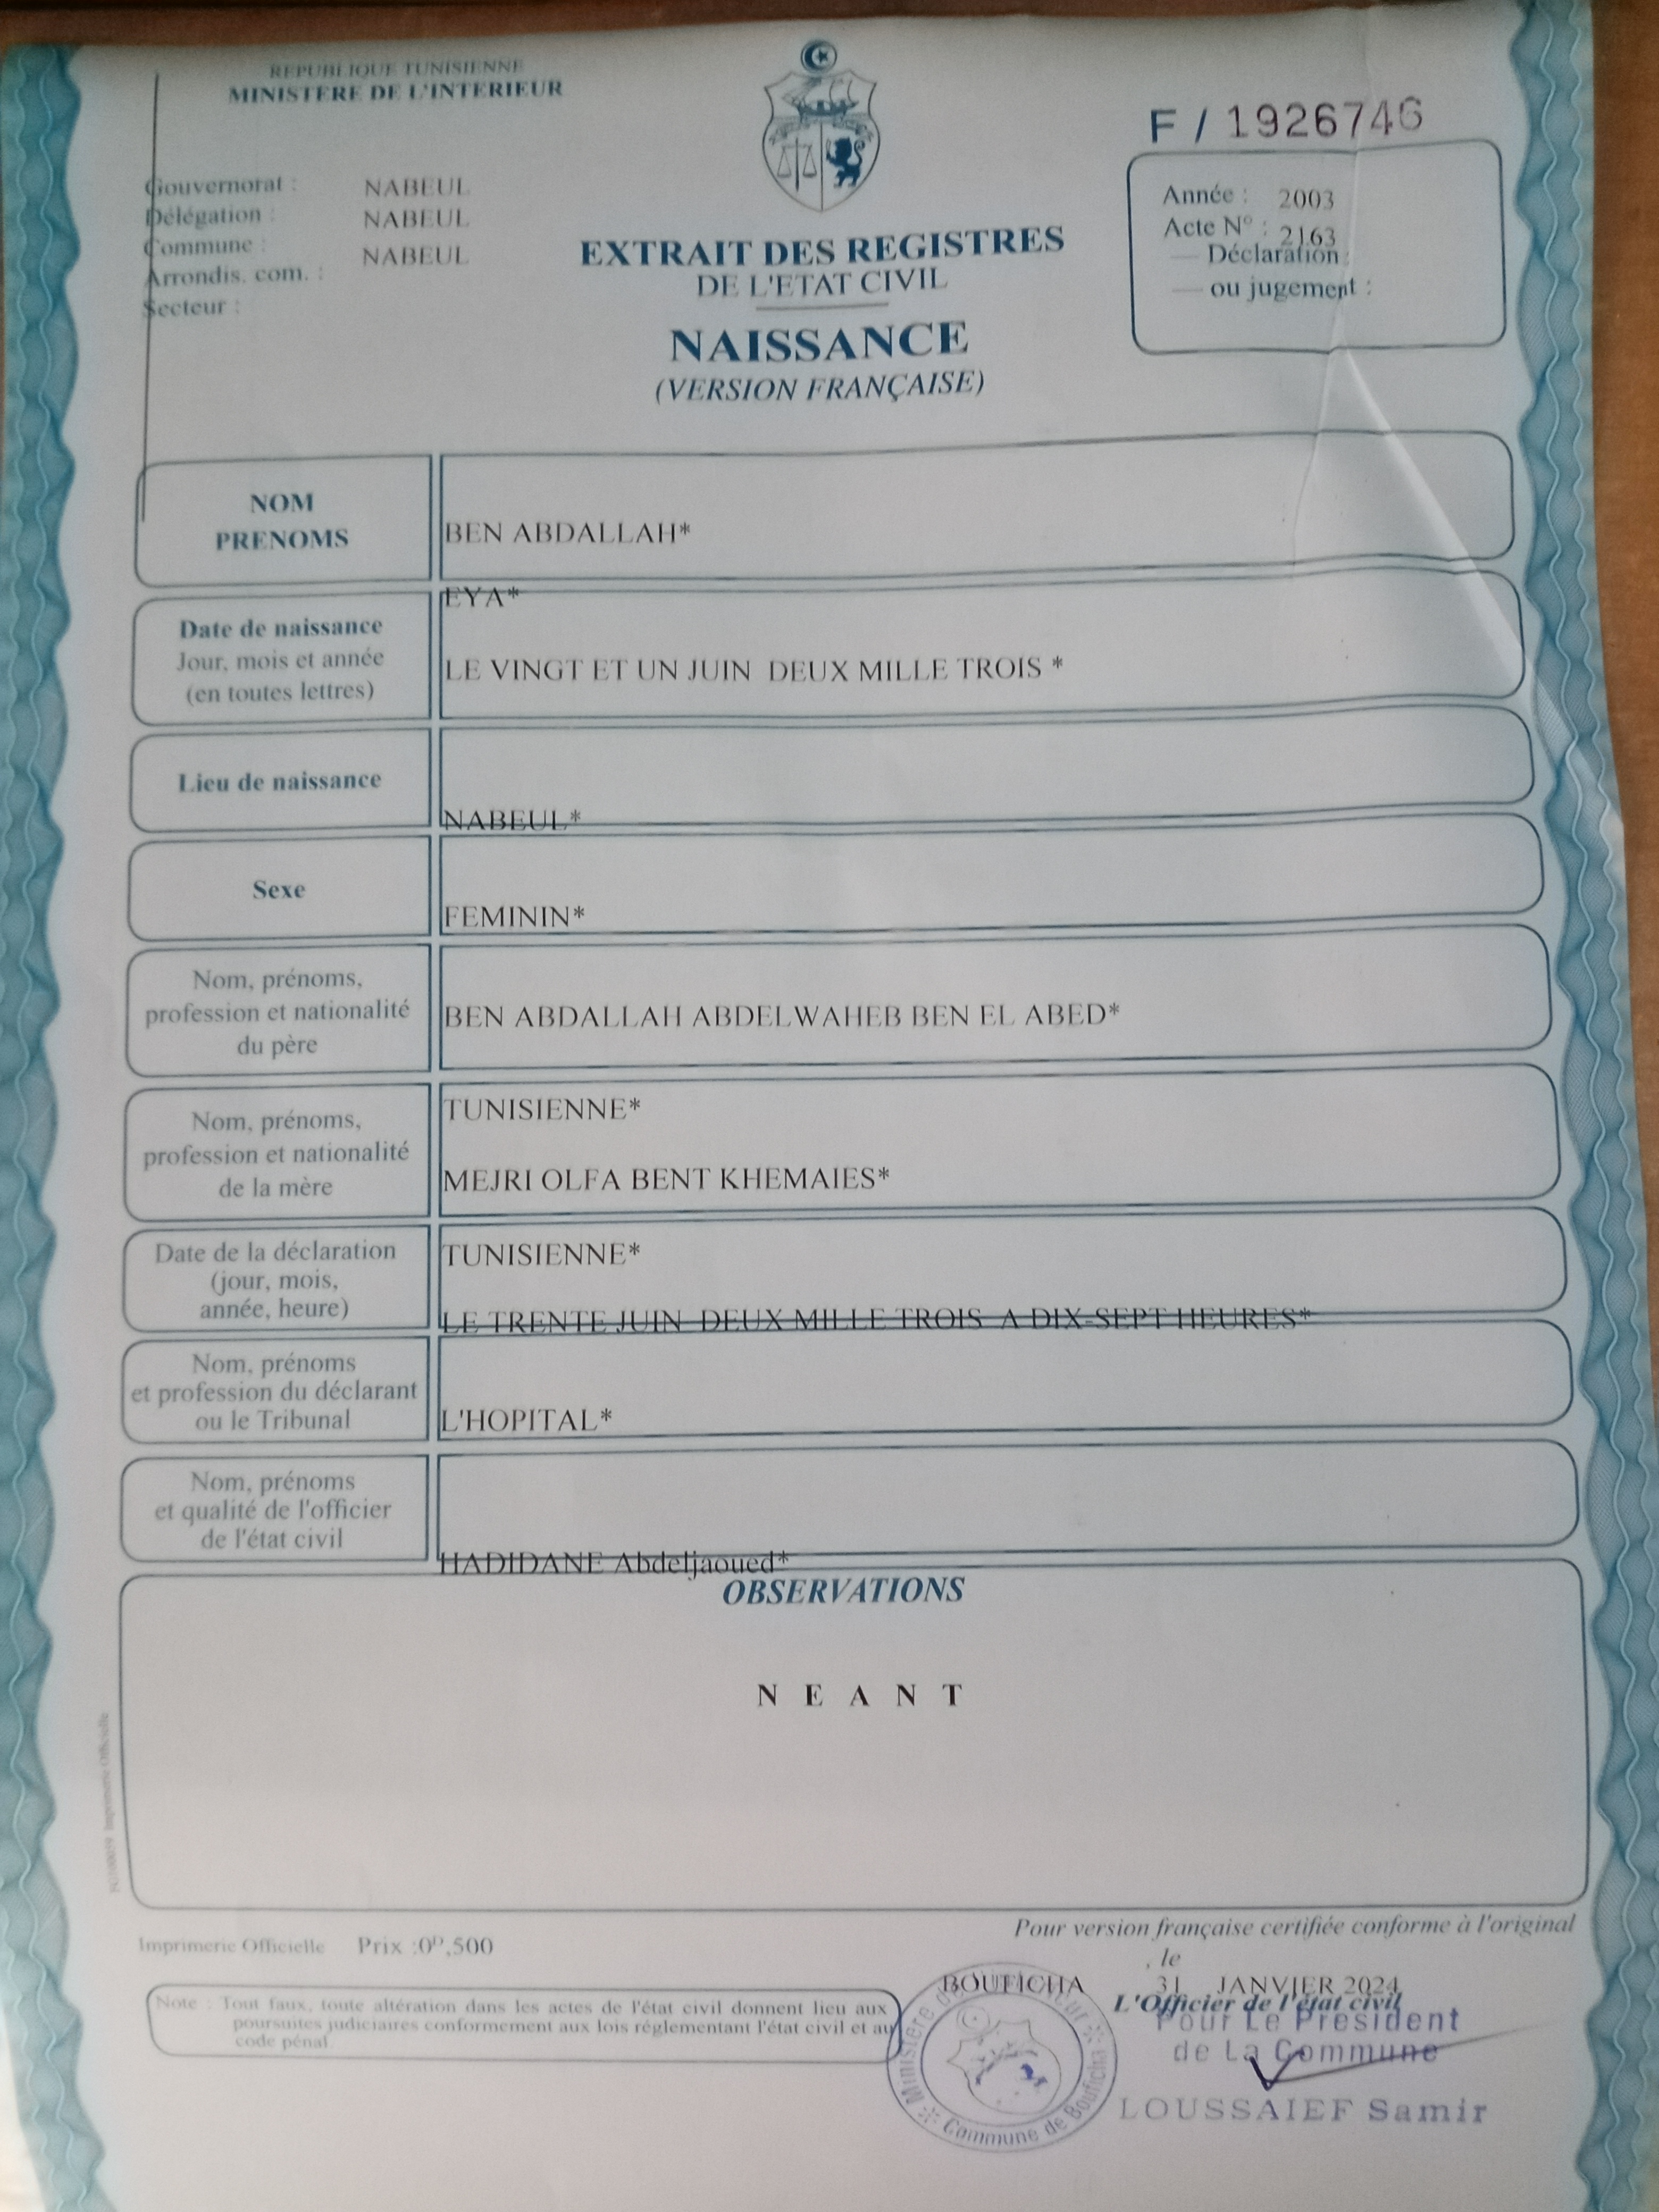 REPUBLIQUE TUNISIENNE
MINISTERE DE L'INTERIEUR
F / 1926746
Gouvernorat : NABEUL
Délégation : NABEUL
Commune : NABEUL
Arrondis. com. :
Secteur :
EXTRAIT DES REGISTRES
DE L'ETAT CIVIL
NAISSANCE
(VERSION FRANÇAISE)
Année : 2003
Acte N° : 2163
— Déclaration :
— ou jugement :
NOM
PRENOMS
BEN ABDALLAH*
EYA*
Date de naissance
Jour, mois et année
(en toutes lettres)
LE VINGT ET UN JUIN DEUX MILLE TROIS *
Lieu de naissance
NABEUL*
Sexe
FEMININ*
Nom, prénoms,
profession et nationalité
du père
BEN ABDALLAH ABDELWAHEB BEN EL ABED*
TUNISIENNE*
Nom, prénoms,
profession et nationalité
de la mère
MEJRI OLFA BENT KHEMAIES*
TUNISIENNE*
Date de la déclaration
(jour, mois,
année, heure)
LE TRENTE JUIN DEUX MILLE TROIS A DIX-SEPT HEURES*
Nom, prénoms
et profession du déclarant
ou le Tribunal
L'HOPITAL*
Nom, prénoms
et qualité de l'officier
de l'état civil
HADIDANE Abdeljaoued*
OBSERVATIONS
N E A N T
Imprimerie Officielle
Pour version française certifiée conforme à l'original
Imprimerie Officielle Prix :0ᴰ,500
, le
BOUFICHA 31 JANVIER 2024
L'Officier de l'état civil
Note : Tout faux, toute altération dans les actes de l'état civil donnent lieu aux
poursuites judiciaires conformement aux lois réglementant l'état civil et au
code pénal
Pour Le President
de La Commune
LOUSSAIEF Samir
Commune de Bouficha